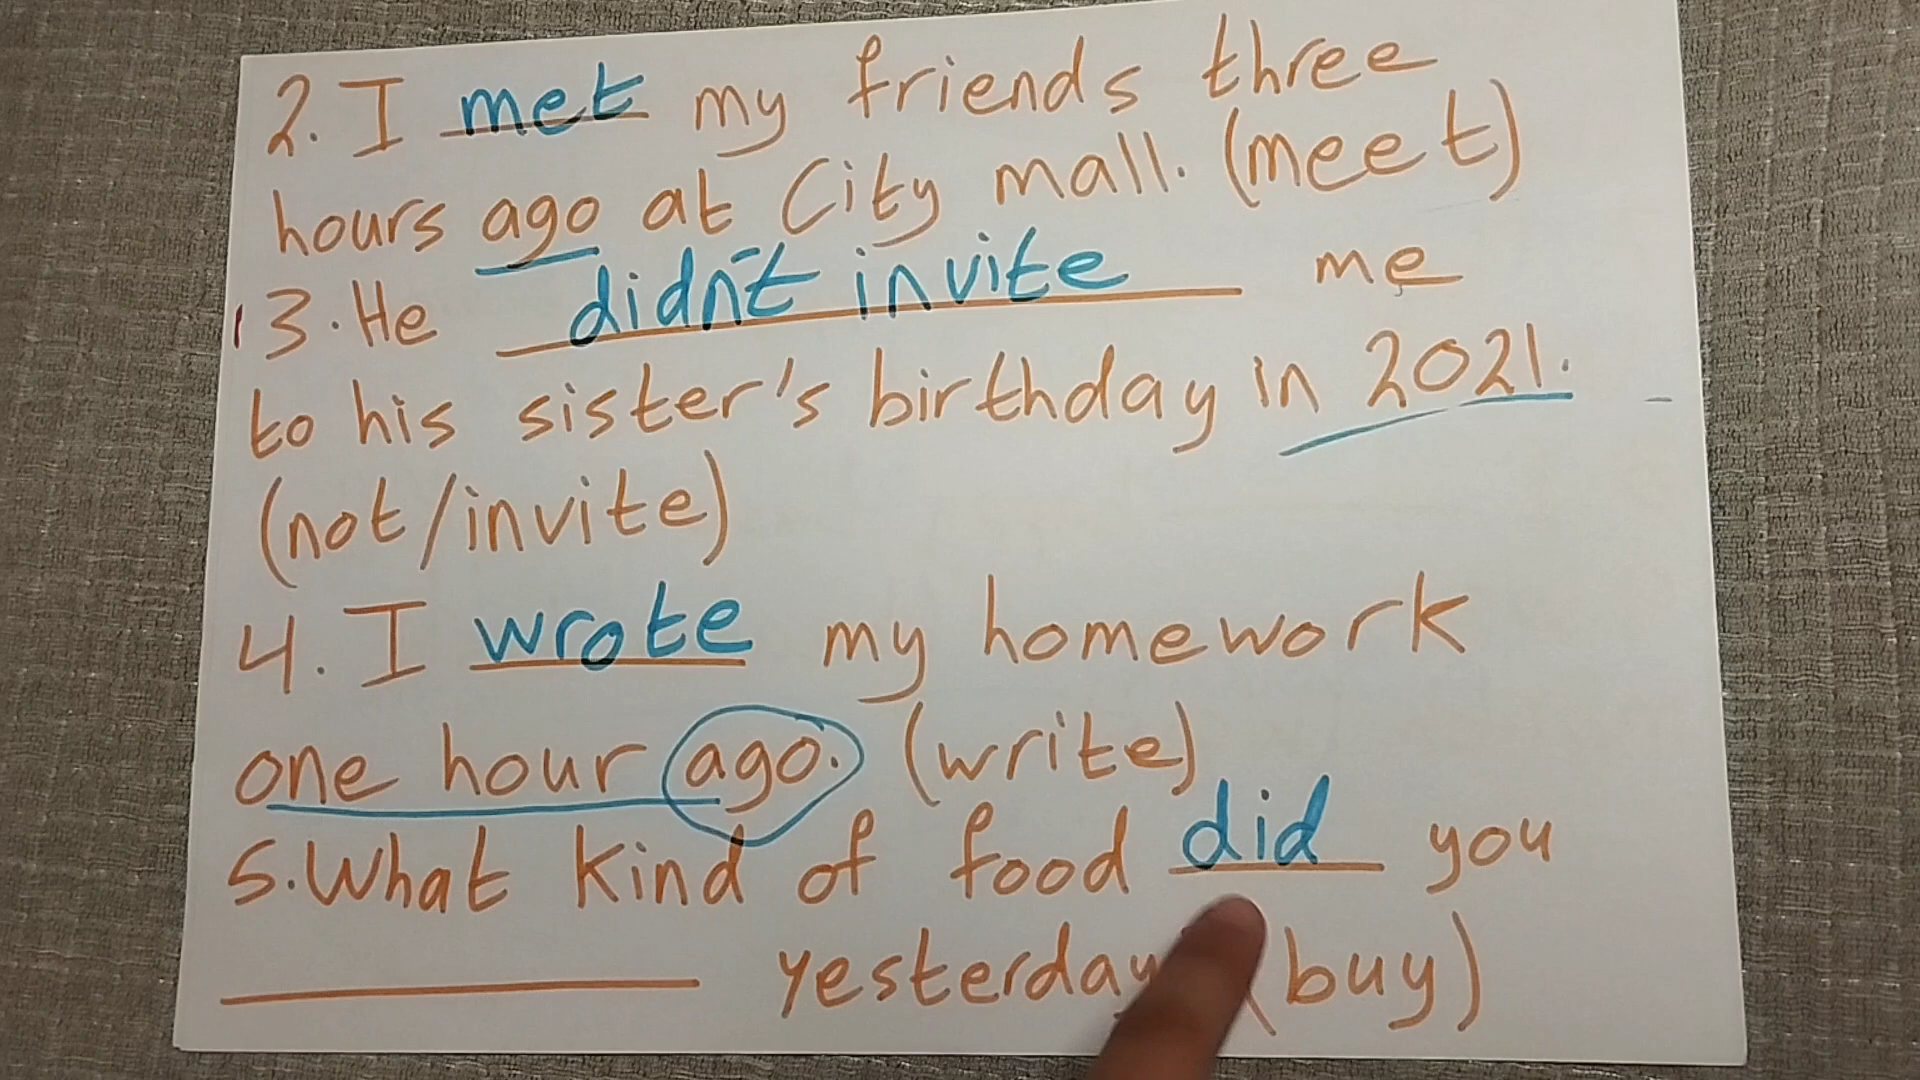 2. I met my friends three
hours ago at City mall. (meet)
3. He didn't invite me
to his sister's birthday in 2021.
(not/invite)
4. I wrote my homework
one hour ago. (write)
5. What kind of food did you
yesterday (buy)